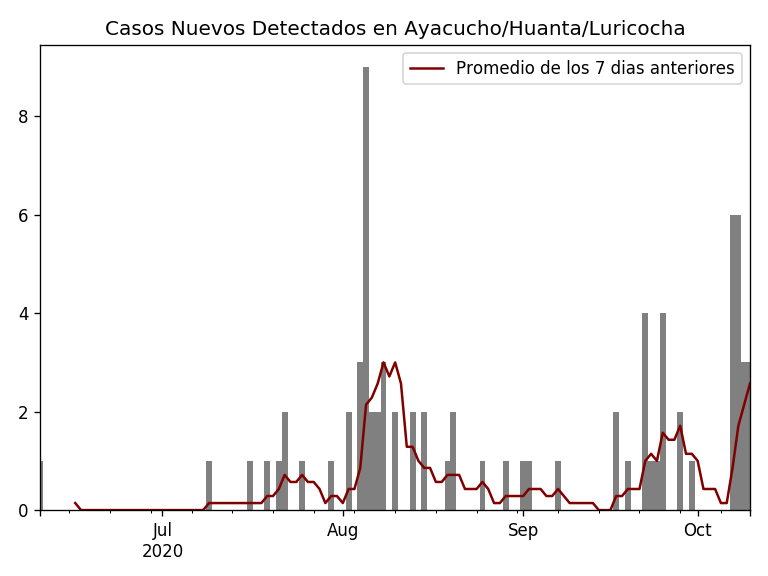 Casos Nuevos Detectados en Ayacucho/Huanta/Luricocha
Promedio de los 7 dias anteriores
8
6
4
2
0
Jul
2020
Aug
Sep
Oct